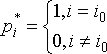 p_i^* = { 1, i = i_0
0, i ≠ i_0